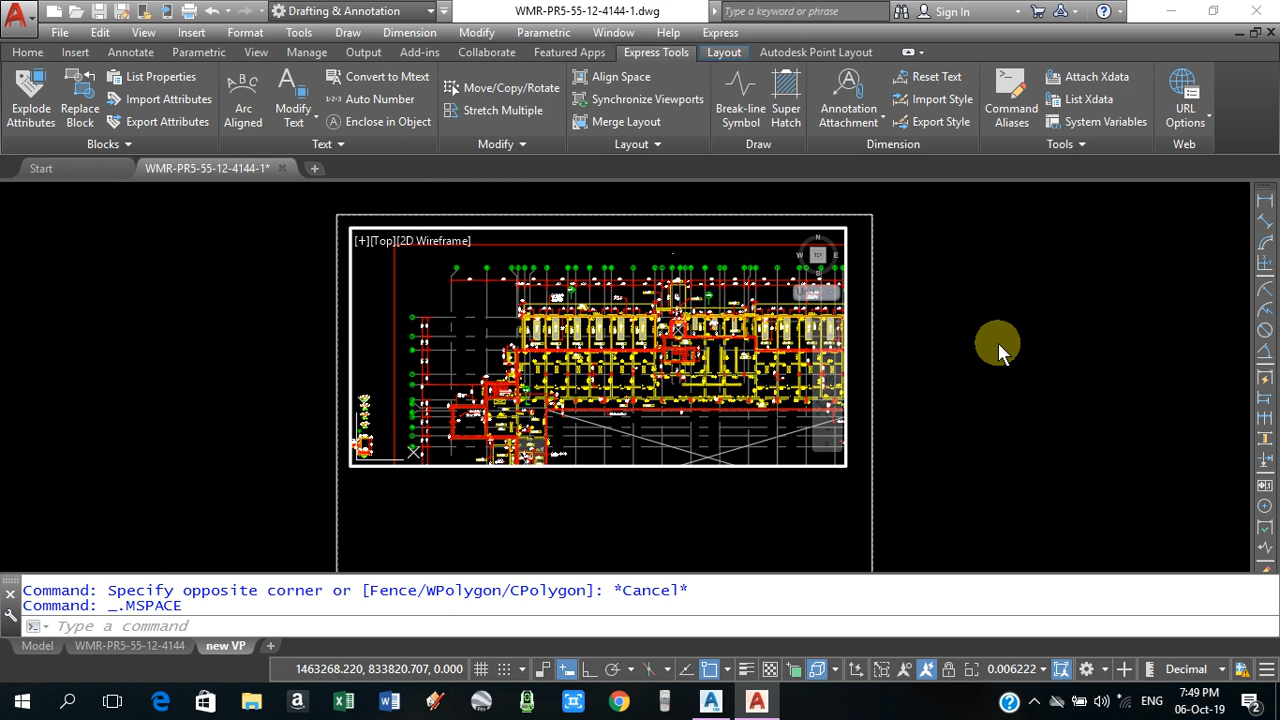 Drafting & Annotation
WMR-PR5-55-12-4144-1.dwg
Type a keyword or phrase
Sign In
File Edit View Insert Format Tools Draw Dimension Modify Parametric Window Help Express
Home Insert Annotate Parametric View Manage Output Add-ins Collaborate Featured Apps Express Tools Layout Autodesk Point Layout
Explode Attributes
Replace Block
List Properties
Import Attributes
Export Attributes
Arc Aligned
Modify Text
Convert to Mtext
Auto Number
Enclose in Object
Move/Copy/Rotate
Stretch Multiple
Align Space
Synchronize Viewports
Merge Layout
Break-line Symbol
Super Hatch
Annotation Attachment
Reset Text
Import Style
Export Style
Command Aliases
Attach Xdata
List Xdata
System Variables
URL Options
Blocks Text Modify Layout Draw Dimension Tools Web
Start WMR-PR5-55-12-4144-1*
[+][Top][2D Wireframe]
N
W TOP E
S
Command: Specify opposite corner or [Fence/WPolygon/CPolygon]: *Cancel*
Command: _.MSPACE
Type a command
Model WMR-PR5-55-12-4144 new VP
1463268.220, 833820.707, 0.000
0.006222
Decimal
ENG
7:49 PM
06-Oct-19